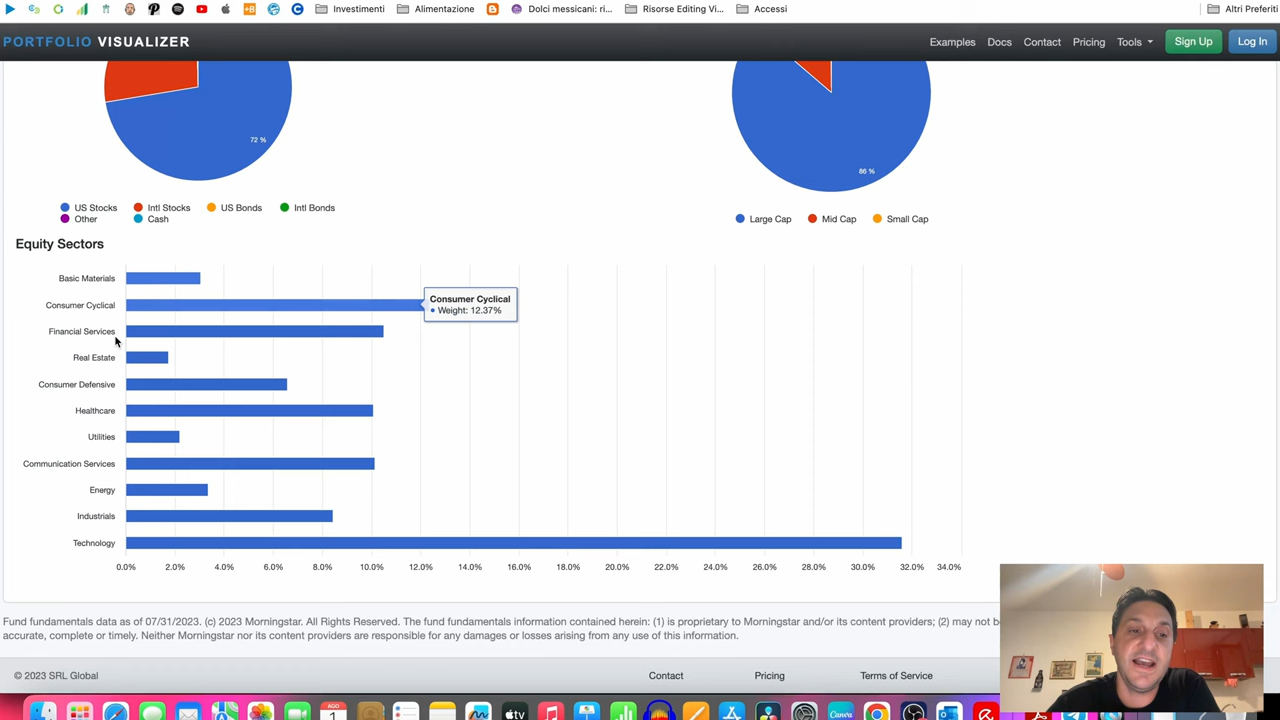 Investimenti Alimentazione Dolci messicani: ri... Risorse Editing Vi... Accessi Altri Preferiti
PORTFOLIO VISUALIZER Examples Docs Contact Pricing Tools Sign Up Log In
72 % 86 %
US Stocks Intl Stocks US Bonds Intl Bonds
Other Cash
Large Cap Mid Cap Small Cap
Equity Sectors
Basic Materials
Consumer Cyclical
Consumer Cyclical
Weight: 12.37%
Financial Services
Real Estate
Consumer Defensive
Healthcare
Utilities
Communication Services
Energy
Industrials
Technology
0.0% 2.0% 4.0% 6.0% 8.0% 10.0% 12.0% 14.0% 16.0% 18.0% 20.0% 22.0% 24.0% 26.0% 28.0% 30.0% 32.0% 34.0%
Fund fundamentals data as of 07/31/2023. (c) 2023 Morningstar. All Rights Reserved. The fund fundamentals information contained herein: (1) is proprietary to Morningstar and/or its content providers; (2) may not be
accurate, complete or timely. Neither Morningstar nor its content providers are responsible for any damages or losses arising from any use of this information.
© 2023 SRL Global Contact Pricing Terms of Service
AGO
1
tv
Canva